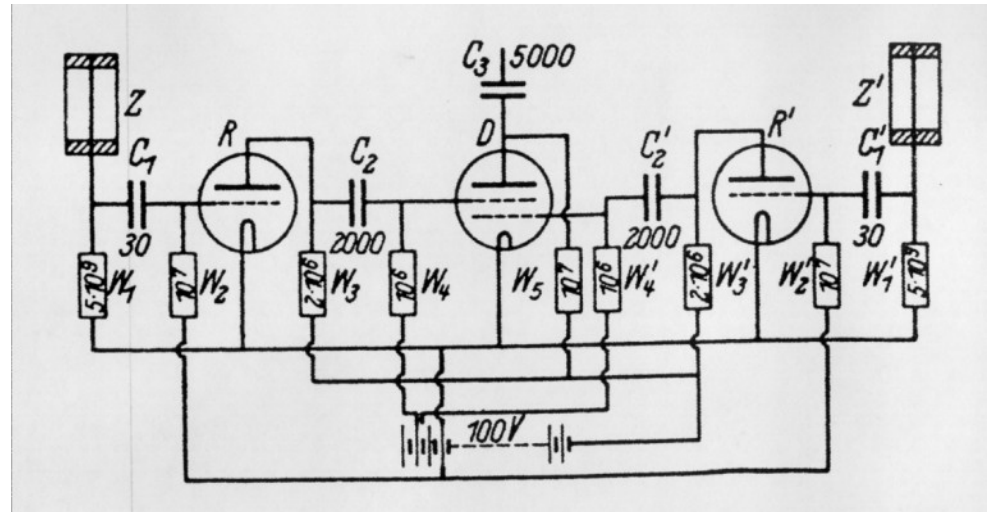 C₃ 5000
Z
Z'
C₁
R
C₂
D
C₂'
R'
C₁'
30
2000
2000
30
5·10⁹ W₁
10⁷ W₂
2·10⁶ W₃
10⁶ W₄
W₅ 10⁷
10⁶ W₄'
2·10⁶ W₃'
W₂' 10⁷
W₁' 5·10⁹
100V